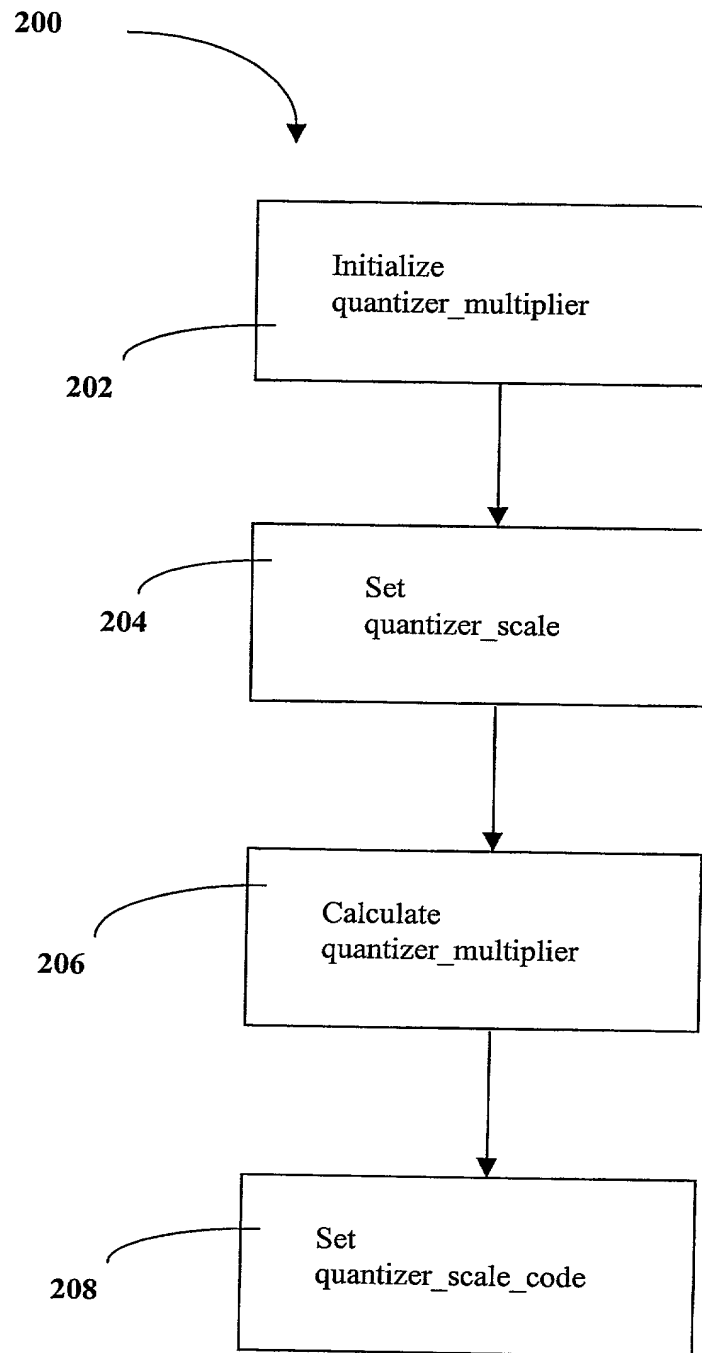 200
Initialize
quantizer_multiplier
202
Set
quantizer_scale
204
Calculate
quantizer_multiplier
206
Set
quantizer_scale_code
208